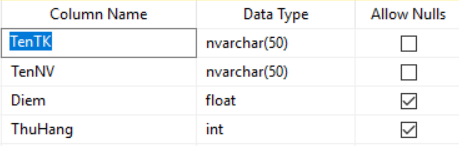 Column Name Data Type Allow Nulls
TenTK nvarchar(50)
TenNV nvarchar(50)
Diem float
ThuHang int